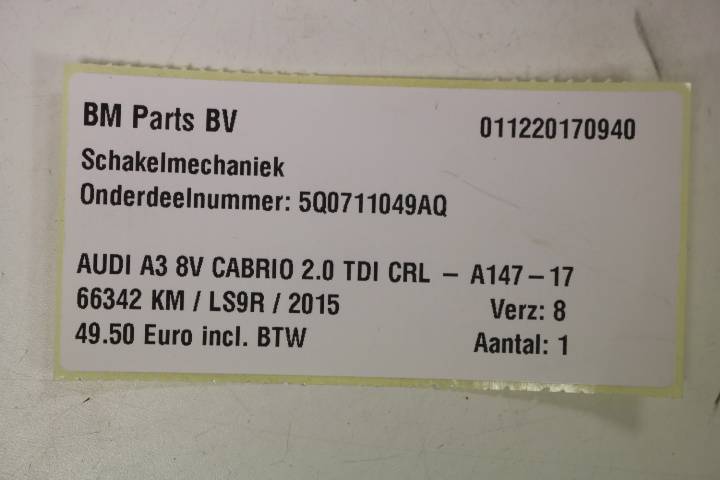 BM Parts BV 011220170940
Schakelmechaniek
Onderdeelnummer: 5Q0711049AQ
AUDI A3 8V CABRIO 2.0 TDI CRL – A147–17
66342 KM / LS9R / 2015 Verz: 8
49.50 Euro incl. BTW Aantal: 1